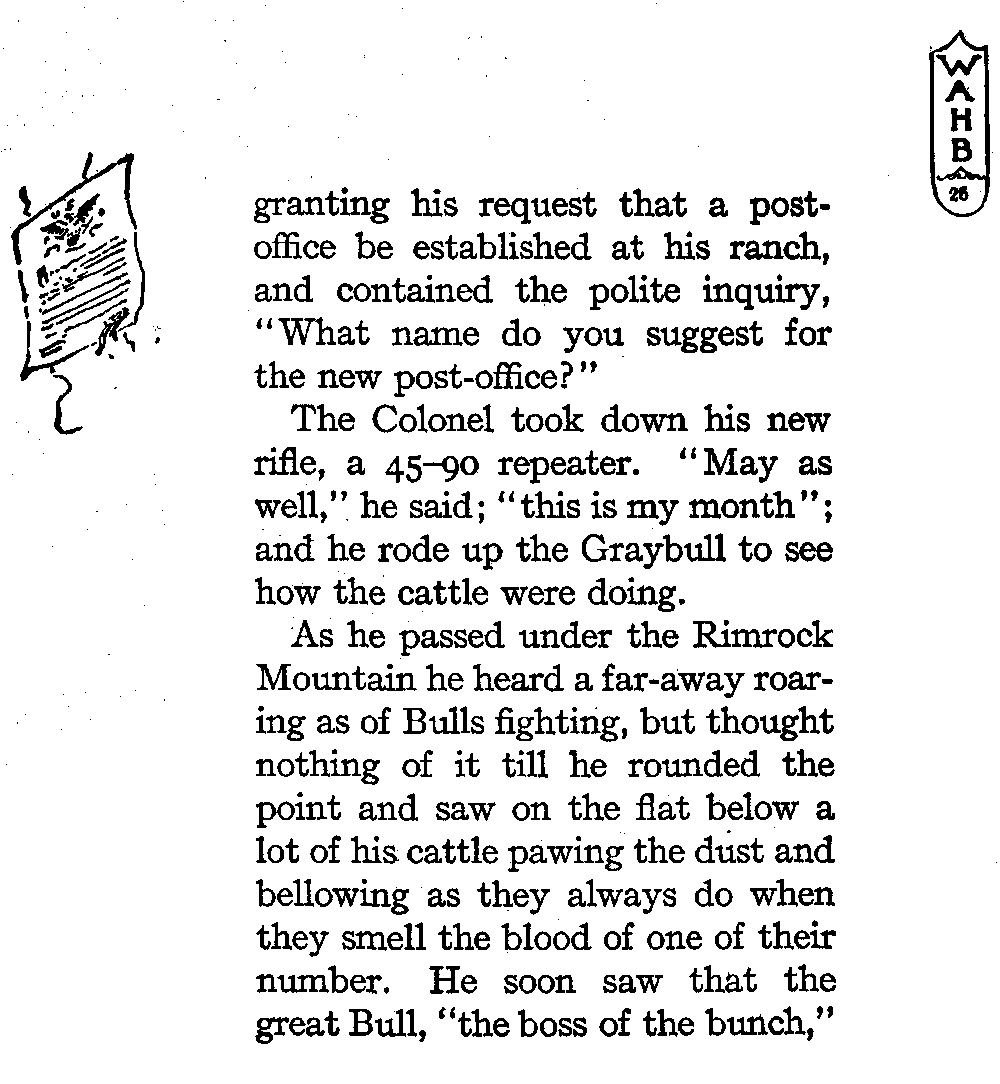 W
A
H
B
26
granting his request that a post-
office be established at his ranch,
and contained the polite inquiry,
“What name do you suggest for
the new post-office?”
The Colonel took down his new
rifle, a 45–90 repeater. “May as
well,” he said; “this is my month”;
and he rode up the Graybull to see
how the cattle were doing.
As he passed under the Rimrock
Mountain he heard a far-away roar-
ing as of Bulls fighting, but thought
nothing of it till he rounded the
point and saw on the flat below a
lot of his cattle pawing the dust and
bellowing as they always do when
they smell the blood of one of their
number. He soon saw that the
great Bull, “the boss of the bunch,”